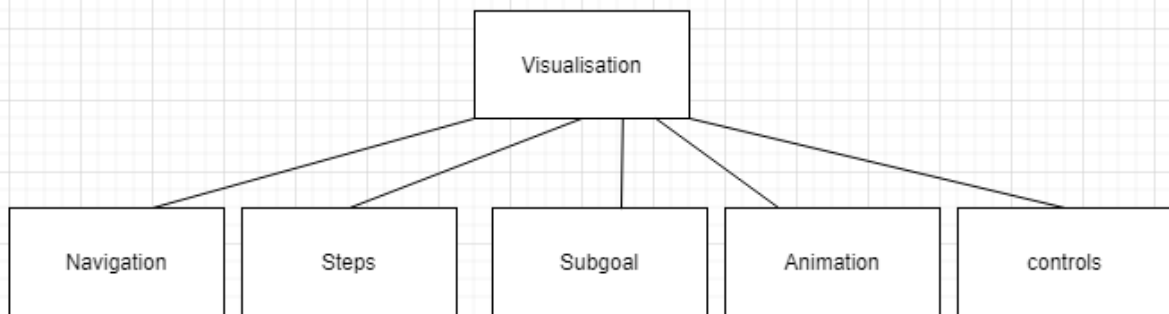 Visualisation
Navigation
Steps
Subgoal
Animation
controls